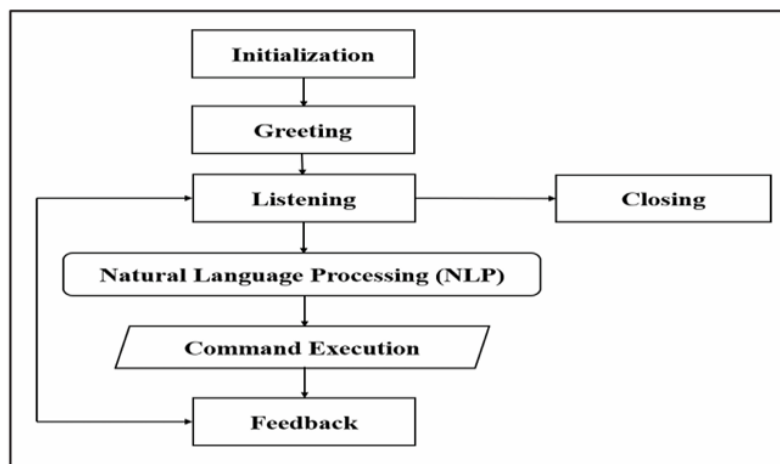 Initialization
Greeting
Listening
Closing
Natural Language Processing (NLP)
Command Execution
Feedback